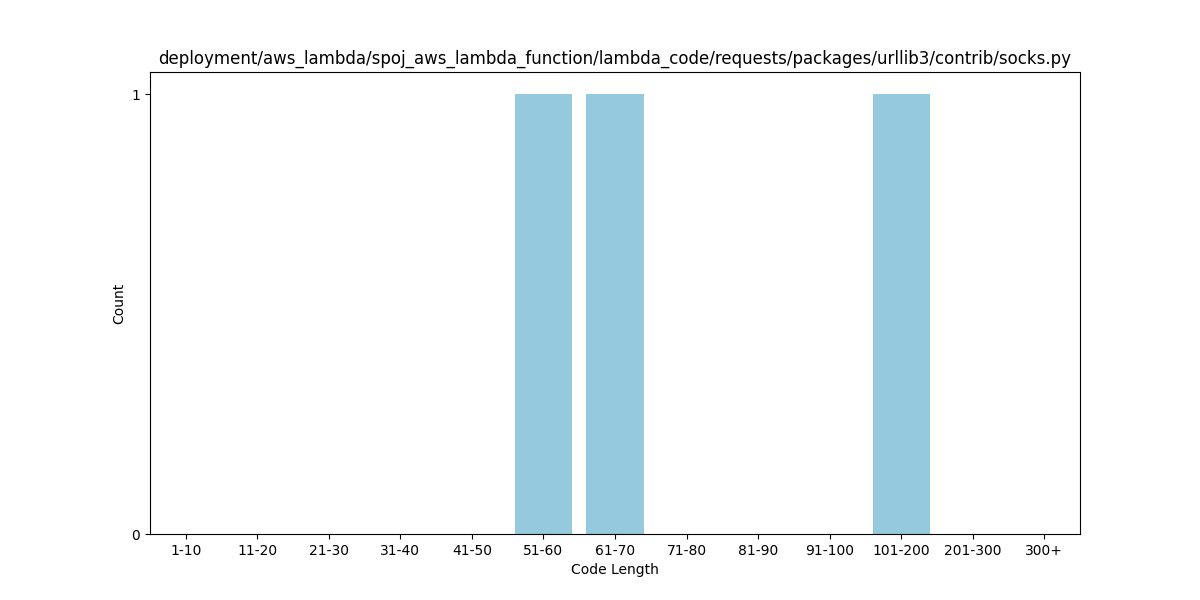 deployment/aws_lambda/spoj_aws_lambda_function/lambda_code/requests/packages/urllib3/contrib/socks.py
1
Count
0
1-10 11-20 21-30 31-40 41-50 51-60 61-70 71-80 81-90 91-100 101-200 201-300 300+
Code Length